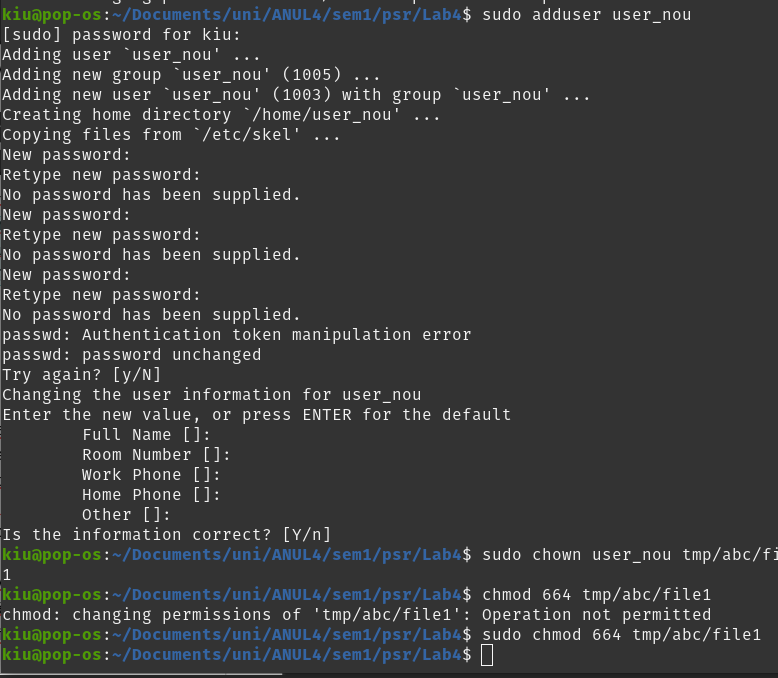 kiu@pop-os:~/Documents/uni/ANUL4/sem1/psr/Lab4$ sudo adduser user_nou
[sudo] password for kiu:
Adding user `user_nou' ...
Adding new group `user_nou' (1005) ...
Adding new user `user_nou' (1003) with group `user_nou' ...
Creating home directory `/home/user_nou' ...
Copying files from `/etc/skel' ...
New password:
Retype new password:
No password has been supplied.
New password:
Retype new password:
No password has been supplied.
New password:
Retype new password:
No password has been supplied.
passwd: Authentication token manipulation error
passwd: password unchanged
Try again? [y/N]
Changing the user information for user_nou
Enter the new value, or press ENTER for the default
        Full Name []:
        Room Number []:
        Work Phone []:
        Home Phone []:
        Other []:
Is the information correct? [Y/n]
kiu@pop-os:~/Documents/uni/ANUL4/sem1/psr/Lab4$ sudo chown user_nou tmp/abc/fi
1
kiu@pop-os:~/Documents/uni/ANUL4/sem1/psr/Lab4$ chmod 664 tmp/abc/file1
chmod: changing permissions of 'tmp/abc/file1': Operation not permitted
kiu@pop-os:~/Documents/uni/ANUL4/sem1/psr/Lab4$ sudo chmod 664 tmp/abc/file1
kiu@pop-os:~/Documents/uni/ANUL4/sem1/psr/Lab4$